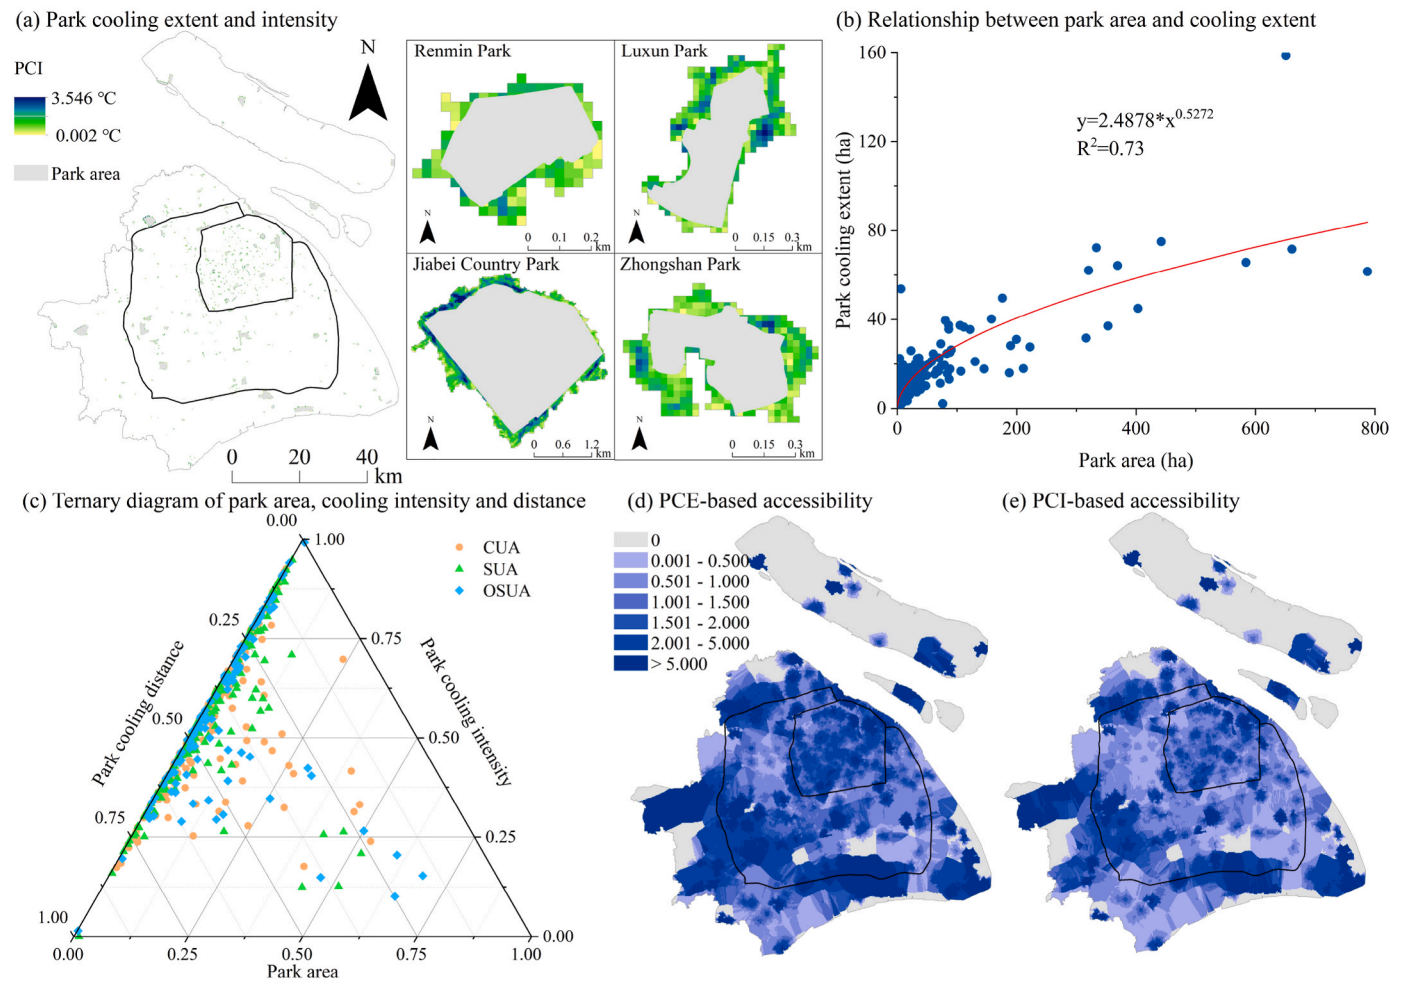 (a) Park cooling extent and intensity
N
PCI
3.546 ℃
0.002 ℃
Park area
0 20 40
km
Renmin Park
N
0 0.1 0.2
km
Luxun Park
N
0 0.15 0.3
km
Jiabei Country Park
N
0 0.6 1.2
km
Zhongshan Park
N
0 0.15 0.3
km
(b) Relationship between park area and cooling extent
160
120
80
40
0
Park cooling extent (ha)
y=2.4878*x^0.5272
R²=0.73
0 200 400 600 800
Park area (ha)
(c) Ternary diagram of park area, cooling intensity and distance
0.00
1.00
CUA
SUA
OSUA
0.25
0.75
Park cooling distance
Park cooling intensity
0.50
0.50
0.75
0.25
1.00
0.00
0.00 0.25 0.50 0.75 1.00
Park area
(d) PCE-based accessibility
0
0.001 - 0.500
0.501 - 1.000
1.001 - 1.500
1.501 - 2.000
2.001 - 5.000
> 5.000
(e) PCI-based accessibility